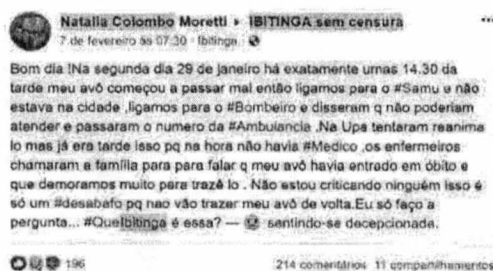 Natalia Colombo Moretti ▸ IBITINGA sem censura
7 de fevereiro às 07:30 · Ibitinga
Bom dia !Na segunda dia 29 de janeiro há exatamente umas 14.30 da
tarde meu avô começou a passar mal então ligamos para o #Samu e não
estava na cidade ,ligamos para o #Bombeiro e disseram q não poderiam
atender e passaram o numero da #Ambulancia .Na Upa tentaram reanima
lo mas já era tarde isso pq na hora não havia #Medico ,os enfermeiros
chamaram a família para para falar q meu avô havia entrado em óbito e
que demoramos muito para trazê lo . Não estou criticando ninguém isso é
só um #desabafo pq nao vão trazer meu avô de volta.Eu só faço a
pergunta... #QueIbitinga é essa? — sentindo-se decepcionada.
196
214 comentários 11 compartilhamentos